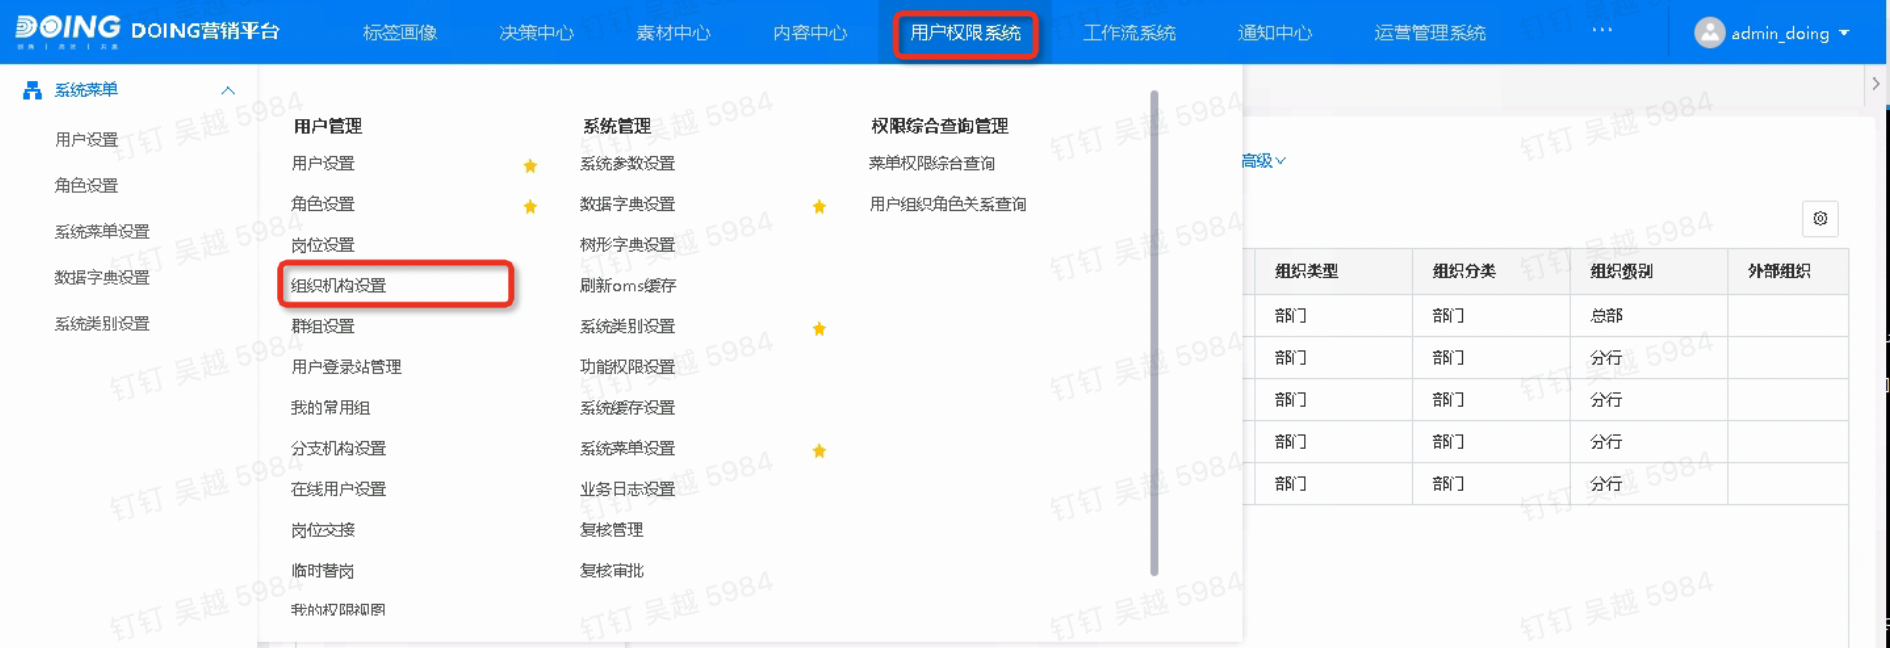 DOING DOING营销平台 标签画像 决策中心 素材中心 内容中心 用户权限系统 工作流系统 通知中心 运营管理系统 ... admin_doing
系统菜单
用户设置
角色设置
系统菜单设置
数据字典设置
系统类别设置
用户管理
用户设置
角色设置
岗位设置
组织机构设置
群组设置
用户登录站管理
我的常用组
分支机构设置
在线用户设置
岗位交接
临时替岗
我的权限视图
系统管理
系统参数设置
数据字典设置
树形字典设置
刷新oms缓存
系统类别设置
功能权限设置
系统缓存设置
系统菜单设置
业务日志设置
复核管理
复核审批
权限综合查询管理
菜单权限综合查询
用户组织角色关系查询
高级
组织类型 组织分类 组织级别 外部组织
部门 部门 总部
部门 部门 分行
部门 部门 分行
部门 部门 分行
部门 部门 分行
钉钉 吴越 5984